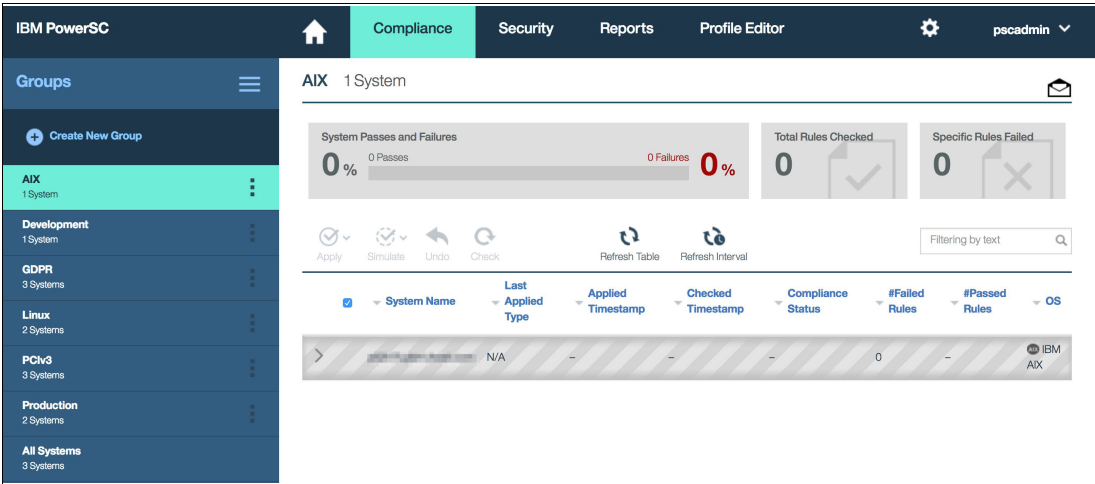 IBM PowerSC
Compliance
Security
Reports
Profile Editor
pscadmin
Groups
Create New Group
AIX
1 System
Development
1 System
GDPR
3 Systems
Linux
2 Systems
PCIv3
3 Systems
Production
2 Systems
All Systems
3 Systems
AIX 1 System
System Passes and Failures
0 % 0 Passes 0 Failures 0 %
Total Rules Checked
0
Specific Rules Failed
0
Apply
Simulate
Undo
Check
Refresh Table
Refresh Interval
Filtering by text
System Name
Last
Applied
Type
Applied
Timestamp
Checked
Timestamp
Compliance
Status
#Failed
Rules
#Passed
Rules
OS
N/A – – – 0 –
AIX IBM
AIX